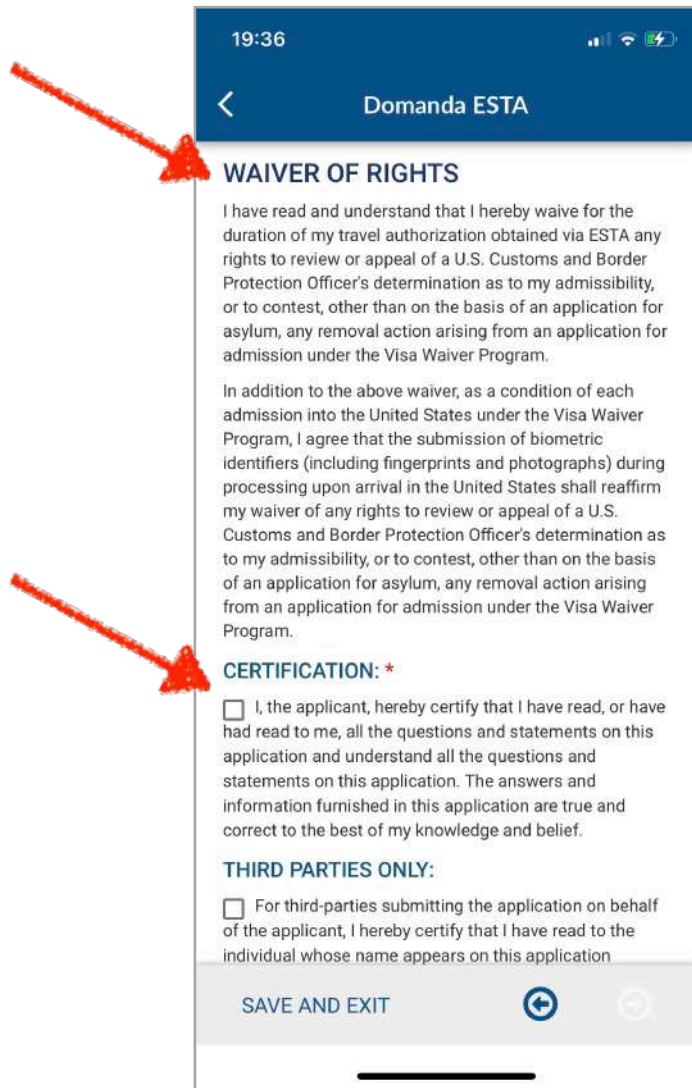 19:36
Domanda ESTA
WAIVER OF RIGHTS
I have read and understand that I hereby waive for the
duration of my travel authorization obtained via ESTA any
rights to review or appeal of a U.S. Customs and Border
Protection Officer's determination as to my admissibility,
or to contest, other than on the basis of an application for
asylum, any removal action arising from an application for
admission under the Visa Waiver Program.
In addition to the above waiver, as a condition of each
admission into the United States under the Visa Waiver
Program, I agree that the submission of biometric
identifiers (including fingerprints and photographs) during
processing upon arrival in the United States shall reaffirm
my waiver of any rights to review or appeal of a U.S.
Customs and Border Protection Officer's determination as
to my admissibility, or to contest, other than on the basis
of an application for asylum, any removal action arising
from an application for admission under the Visa Waiver
Program.
CERTIFICATION: *
I, the applicant, hereby certify that I have read, or have
had read to me, all the questions and statements on this
application and understand all the questions and
statements on this application. The answers and
information furnished in this application are true and
correct to the best of my knowledge and belief.
THIRD PARTIES ONLY:
For third-parties submitting the application on behalf
of the applicant, I hereby certify that I have read to the
individual whose name appears on this application
SAVE AND EXIT